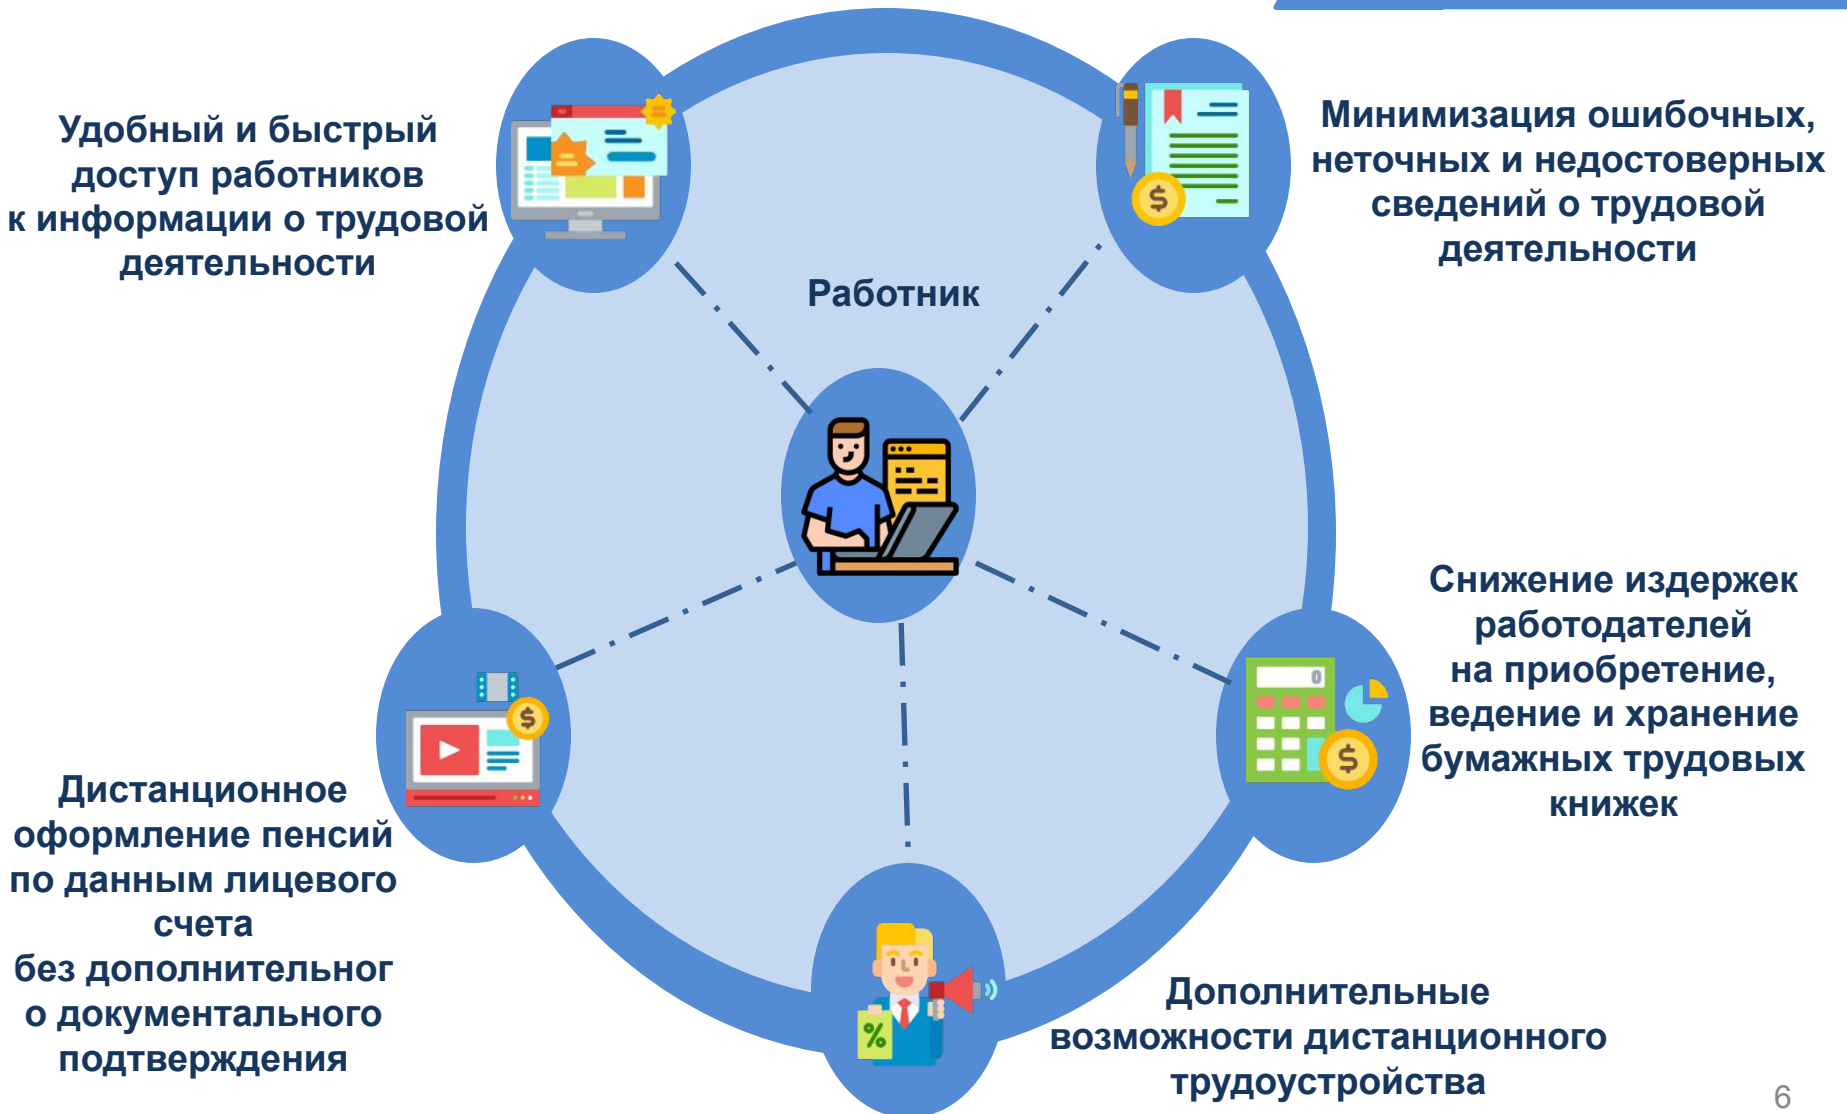 Удобный и быстрый
доступ работников
к информации о трудовой
деятельности
Минимизация ошибочных,
неточных и недостоверных
сведений о трудовой
деятельности
Работник
Снижение издержек
работодателей
на приобретение,
ведение и хранение
бумажных трудовых
книжек
Дистанционное
оформление пенсий
по данным лицевого
счета
без дополнительног
о документального
подтверждения
Дополнительные
возможности дистанционного
трудоустройства
$
$
0
$
%
6